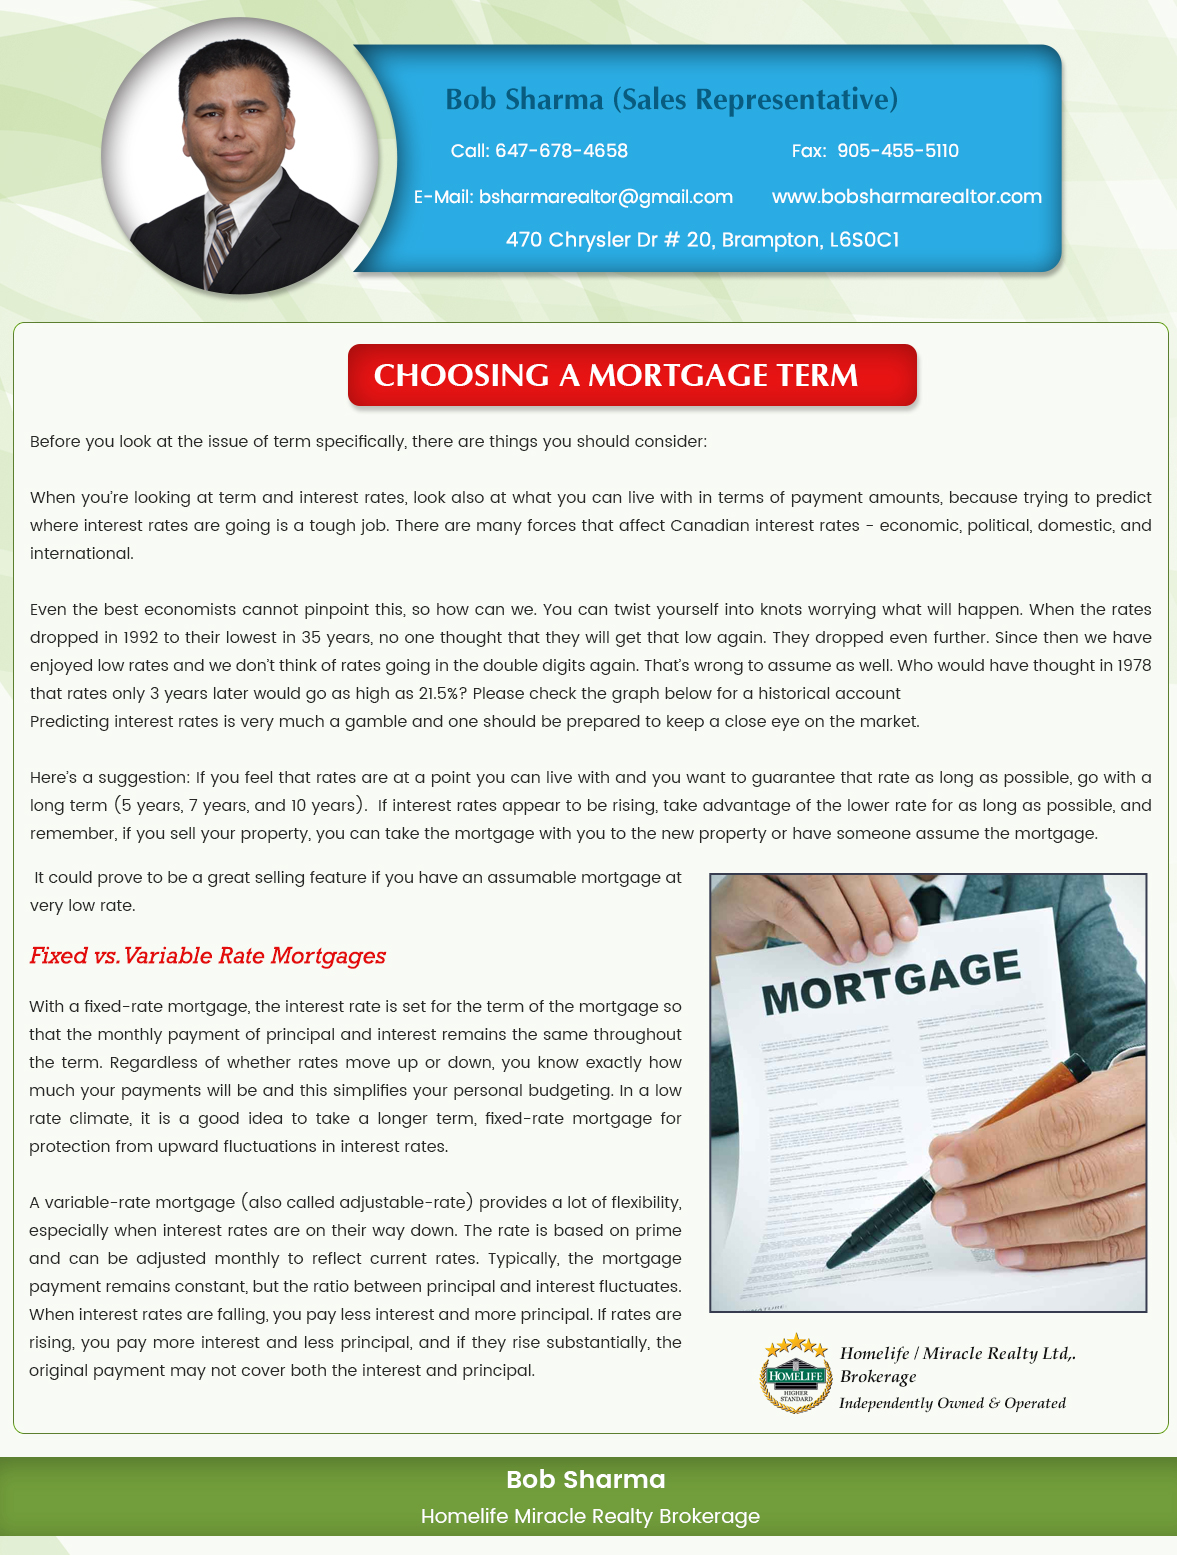 Bob Sharma (Sales Representative)
Call: 647-678-4658
Fax: 905-455-5110
E-Mail: bsharmarealtor@gmail.com
www.bobsharmarealtor.com
470 Chrysler Dr # 20, Brampton, L6S0C1
CHOOSING A MORTGAGE TERM
Before you look at the issue of term specifically, there are things you should consider:
When you're looking at term and interest rates, look also at what you can live with in terms of payment amounts, because trying to predict
where interest rates are going is a tough job. There are many forces that affect Canadian interest rates - economic, political, domestic, and
international.
Even the best economists cannot pinpoint this, so how can we. You can twist yourself into knots worrying what will happen. When the rates
dropped in 1992 to their lowest in 35 years, no one thought that they will get that low again. They dropped even further. Since then we have
enjoyed low rates and we don't think of rates going in the double digits again. That's wrong to assume as well. Who would have thought in 1978
that rates only 3 years later would go as high as 21.5%? Please check the graph below for a historical account
Predicting interest rates is very much a gamble and one should be prepared to keep a close eye on the market.
Here's a suggestion: If you feel that rates are at a point you can live with and you want to guarantee that rate as long as possible, go with a
long term (5 years, 7 years, and 10 years). If interest rates appear to be rising, take advantage of the lower rate for as long as possible, and
remember, if you sell your property, you can take the mortgage with you to the new property or have someone assume the mortgage.
It could prove to be a great selling feature if you have an assumable mortgage at
very low rate.
Fixed vs. Variable Rate Mortgages
With a fixed-rate mortgage, the interest rate is set for the term of the mortgage so
that the monthly payment of principal and interest remains the same throughout
the term. Regardless of whether rates move up or down, you know exactly how
much your payments will be and this simplifies your personal budgeting. In a low
rate climate, it is a good idea to take a longer term, fixed-rate mortgage for
protection from upward fluctuations in interest rates.
A variable-rate mortgage (also called adjustable-rate) provides a lot of flexibility,
especially when interest rates are on their way down. The rate is based on prime
and can be adjusted monthly to reflect current rates. Typically, the mortgage
payment remains constant, but the ratio between principal and interest fluctuates.
When interest rates are falling, you pay less interest and more principal. If rates are
rising, you pay more interest and less principal, and if they rise substantially, the
original payment may not cover both the interest and principal.
MORTGAGE
HOMELIFE
HIGHER
STANDARD
Homelife / Miracle Realty Ltd,.
Brokerage
Independently Owned & Operated
Bob Sharma
Homelife Miracle Realty Brokerage